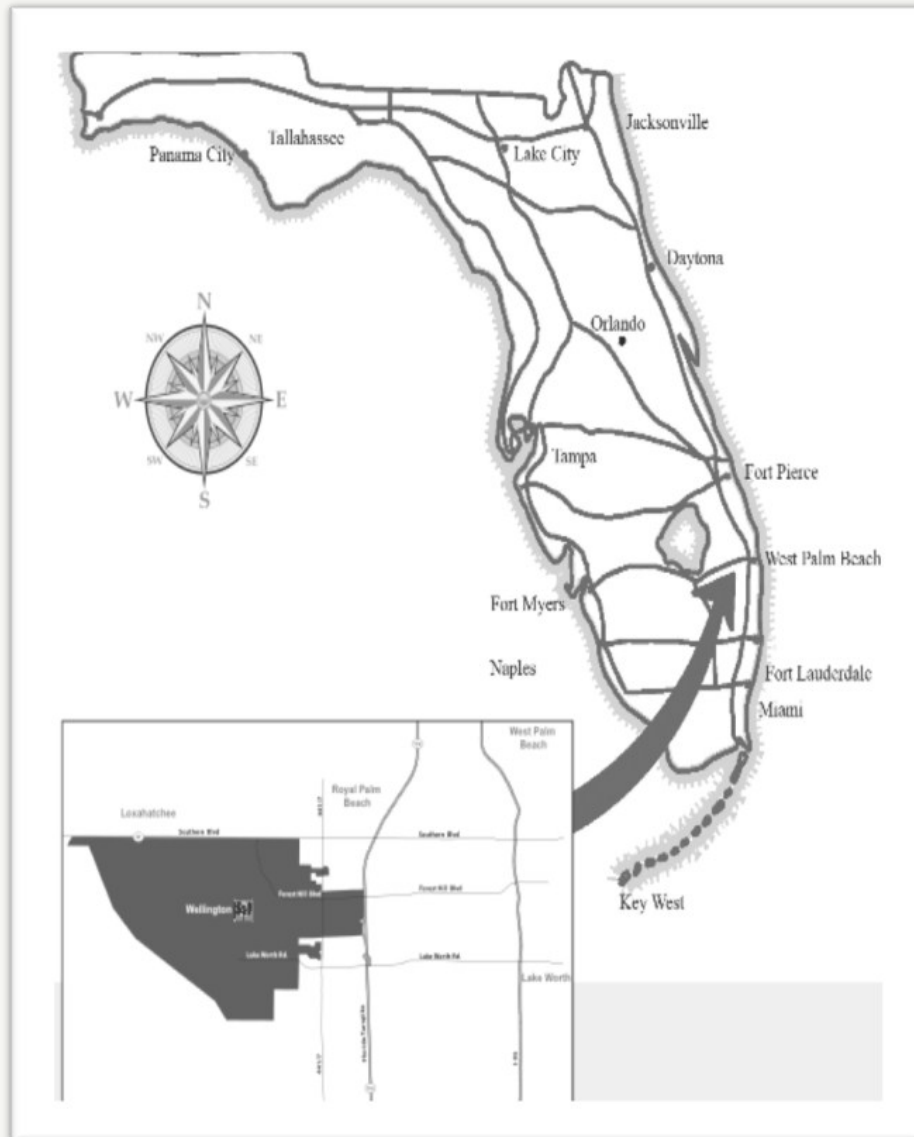 Jacksonville
Tallahassee
Panama City
Lake City
Daytona
N
NW
NE
Orlando
W
E
SW
SE
S
Tampa
Fort Pierce
West Palm Beach
Fort Myers
Naples
Fort Lauderdale
Miami
West Palm
Beach
Royal Palm
Beach
Loxahatchee
Southern Blvd
Southern Blvd
Forest Hill Blvd
Forest Hill Blvd
Wellington
Key West
Lake Worth Rd.
Lake Worth Rd.
Lake Worth